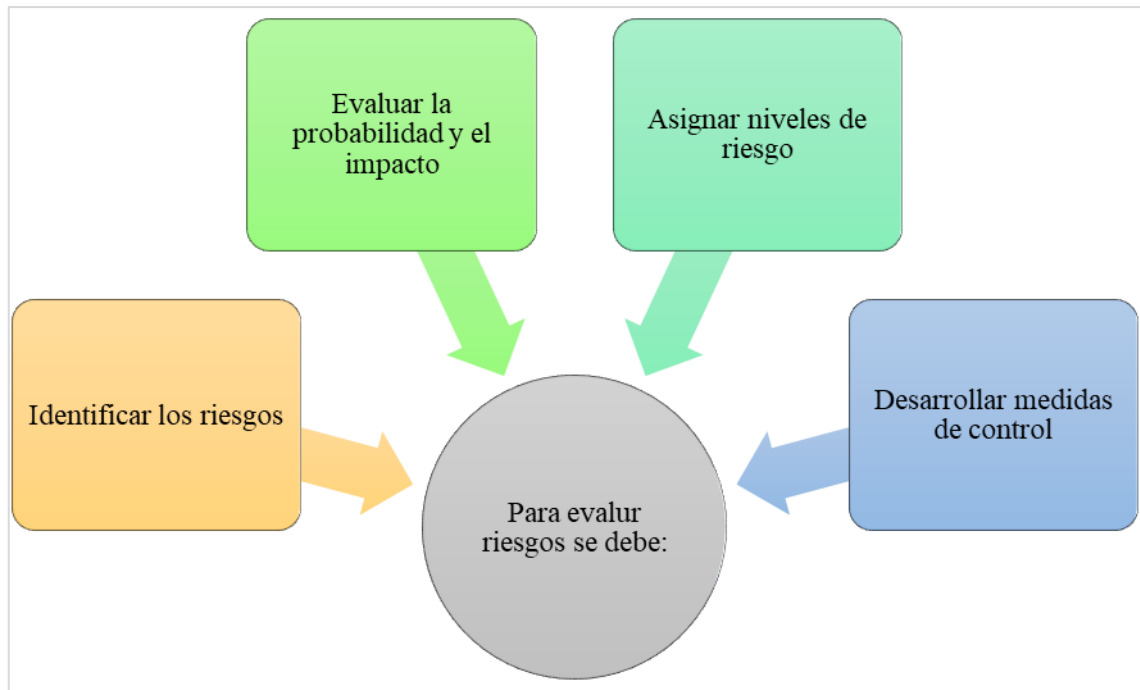 Evaluar la
probabilidad y el
impacto
Asignar niveles de
riesgo
Identificar los riesgos
Desarrollar medidas
de control
Para evalur
riesgos se debe: